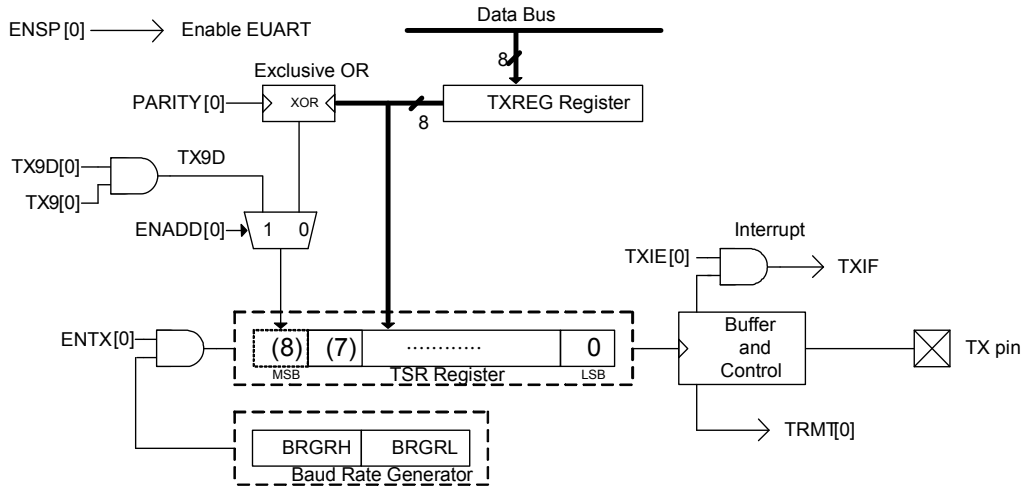 Data Bus
ENSP[0] Enable EUART
8
Exclusive OR
PARITY[0] XOR TXREG Register
8
TX9D[0] TX9D
TX9[0]
ENADD[0] 1 0
Interrupt
TXIE[0] TXIF
ENTX[0] (8) (7) ............ 0
Buffer
and
Control
TX pin
MSB LSB
TSR Register
TRMT[0]
BRGRH BRGRL
Baud Rate Generator